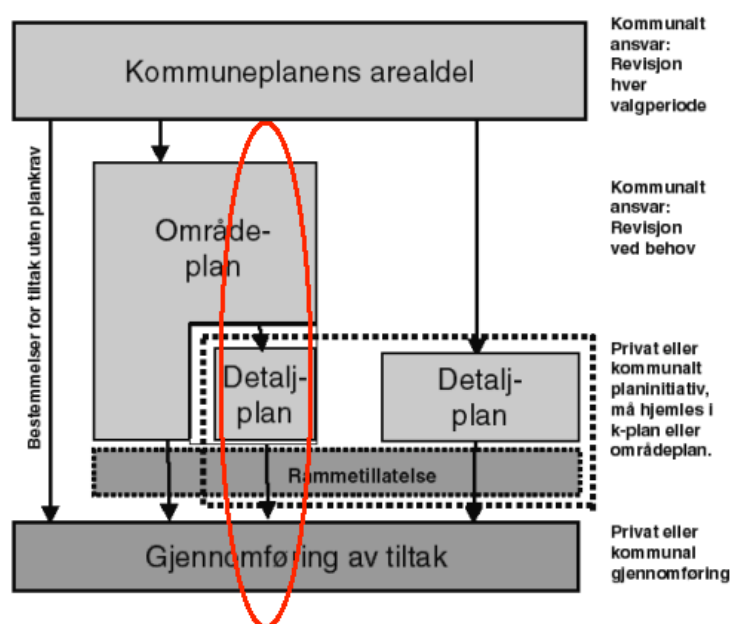 Kommuneplanens arealdel
Kommunalt
ansvar:
Revisjon
hver
valgperiode
Bestemmelser for tiltak uten plankrav
Område-
plan
Kommunalt
ansvar:
Revisjon
ved behov
Detalj-
plan
Detalj-
plan
Privat eller
kommunalt
planinitiativ,
må hjemles i
k-plan eller
områdeplan.
Rammetillatelse
Gjennomføring av tiltak
Privat eller
kommunal
gjennomføring